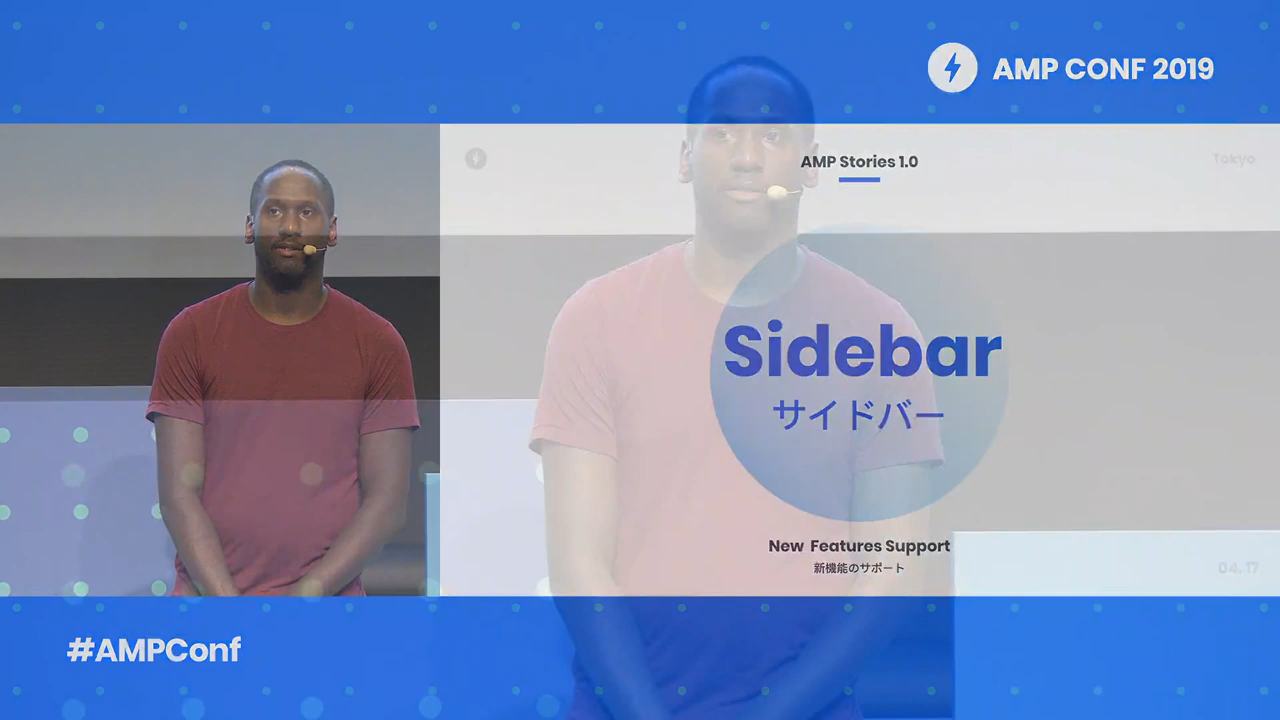 AMP CONF 2019
AMP Stories 1.0
Tokyo
Sidebar
サイドバー
New Features Support
新機能のサポート
04.17
#AMPConf